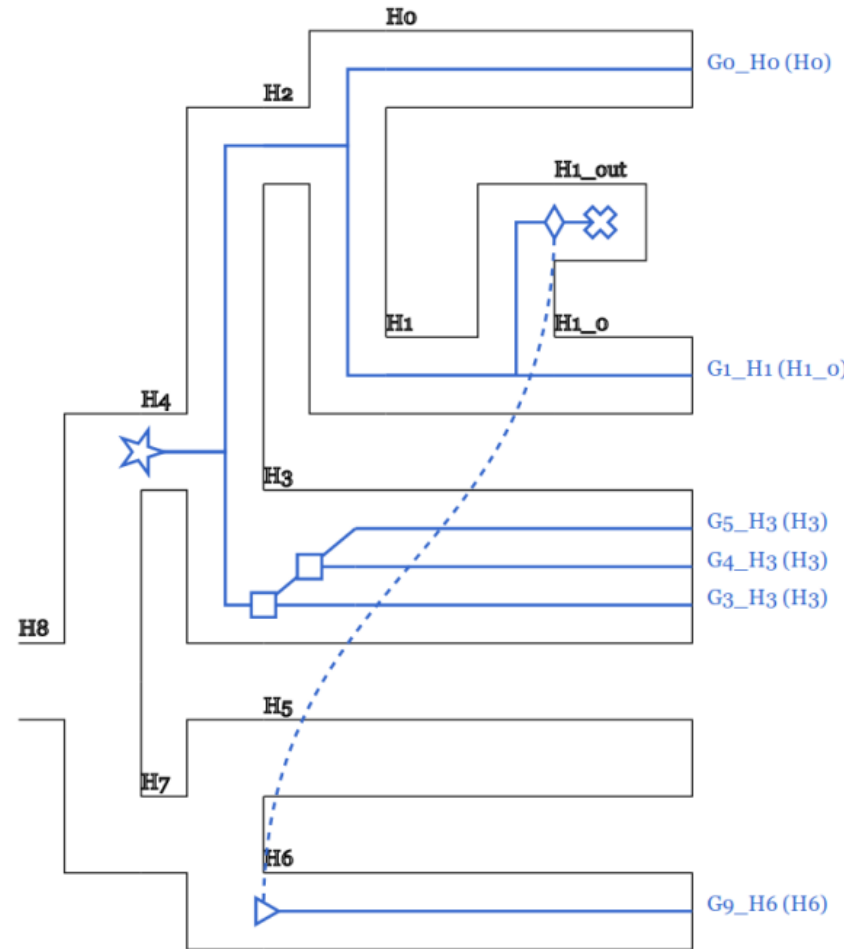 H0
G0_H0 (H0)
H2
H1_out
H1
H1_0
G1_H1 (H1_0)
H4
H3
G5_H3 (H3)
G4_H3 (H3)
G3_H3 (H3)
H8
H5
H7
H6
G9_H6 (H6)